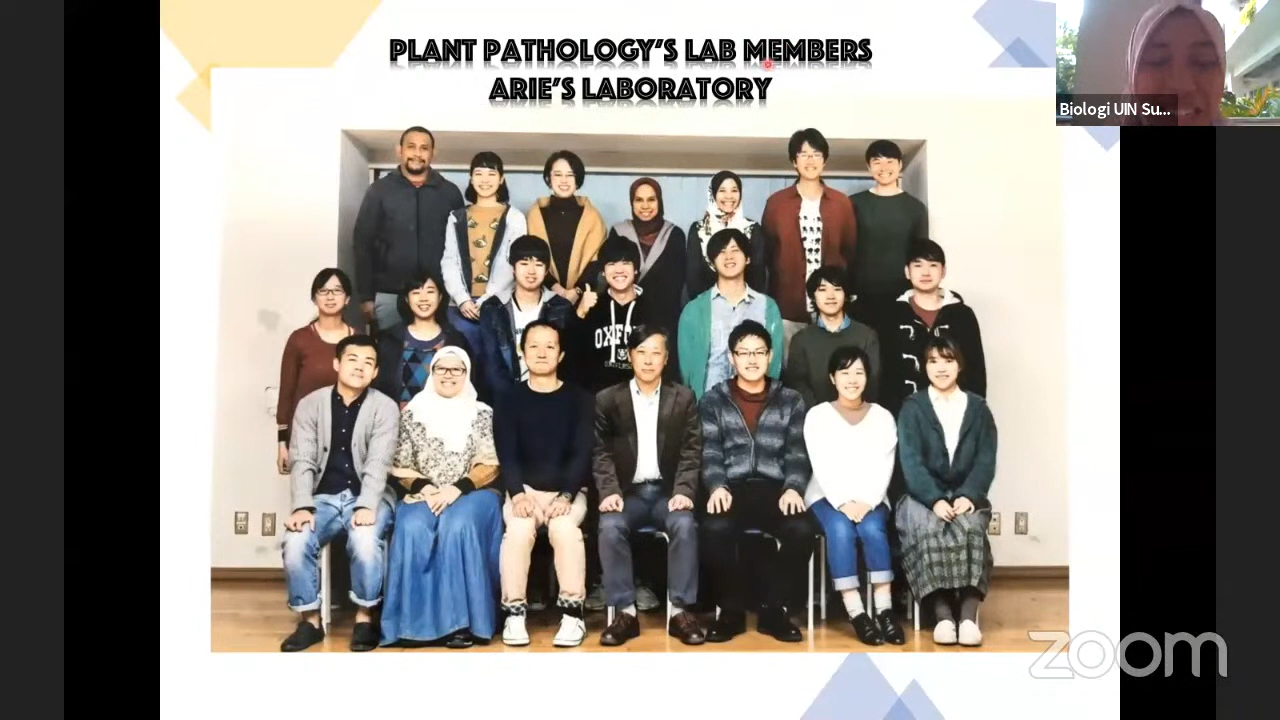 PLANT PATHOLOGY'S LAB MEMBERS
ARIE'S LABORATORY
Biologi UIN Su...
OXFO
zoom